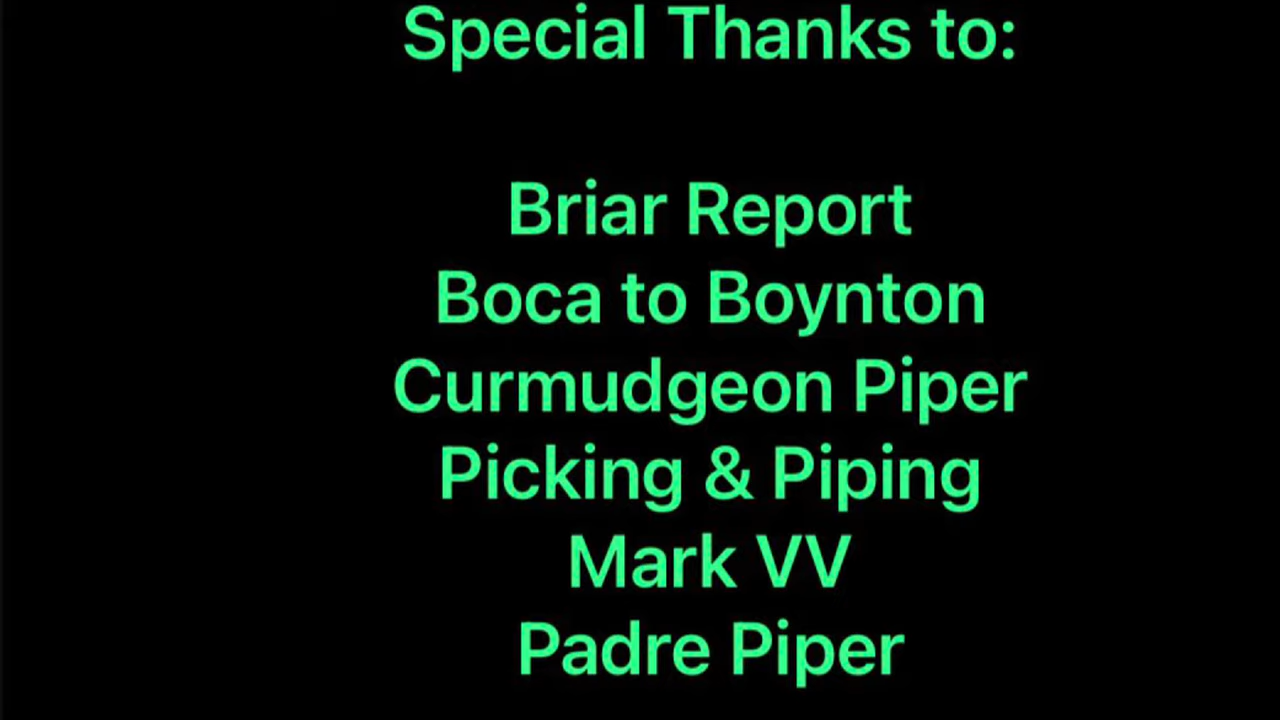 Special Thanks to:
Briar Report
Boca to Boynton
Curmudgeon Piper
Picking & Piping
Mark VV
Padre Piper